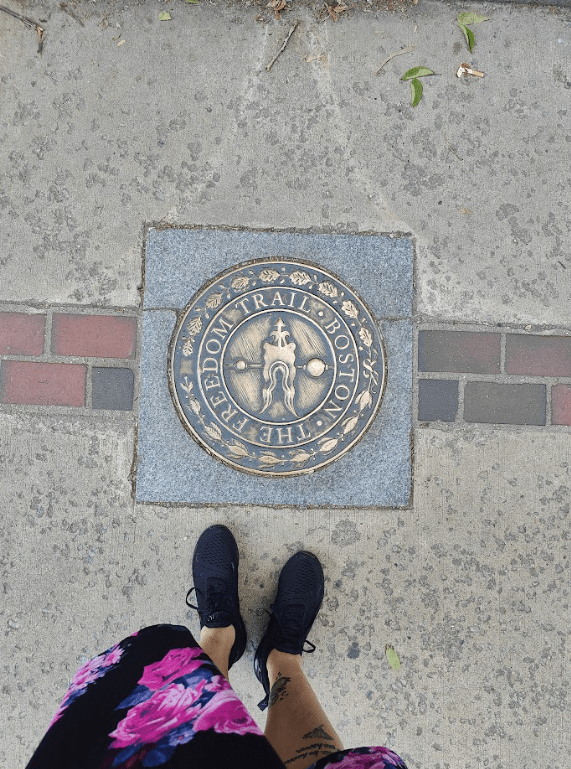 THE FREEDOM TRAIL • BOSTON •